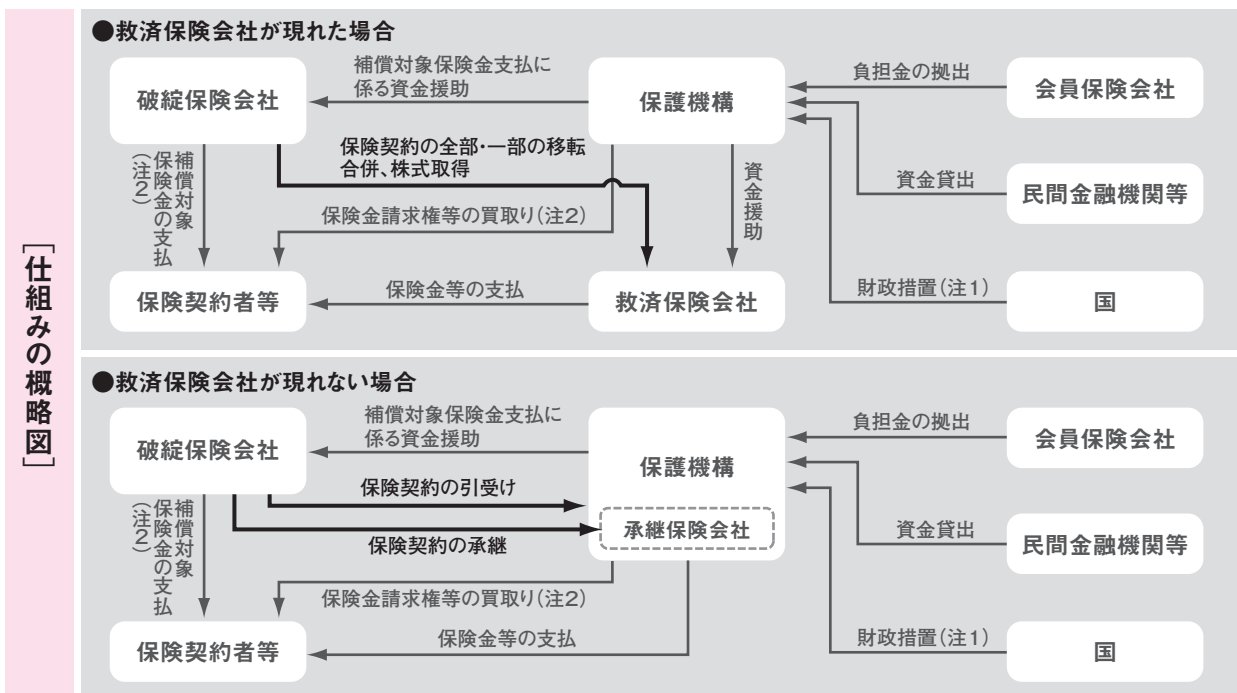 [仕組みの概略図]
●救済保険会社が現れた場合
破綻保険会社
補償対象保険金支払に
係る資金援助
保護機構
負担金の拠出
会員保険会社
保険契約の全部・一部の移転
合併、株式取得
補償対象
保険金の支払
(注2)
資金援助
資金貸出
民間金融機関等
保険金請求権等の買取り(注2)
保険契約者等
保険金等の支払
救済保険会社
財政措置(注1)
国
●救済保険会社が現れない場合
破綻保険会社
補償対象保険金支払に
係る資金援助
保護機構
負担金の拠出
会員保険会社
保険契約の引受け
補償対象
保険金の支払
(注2)
承継保険会社
保険契約の承継
資金貸出
民間金融機関等
保険金請求権等の買取り(注2)
保険契約者等
保険金等の支払
財政措置(注1)
国